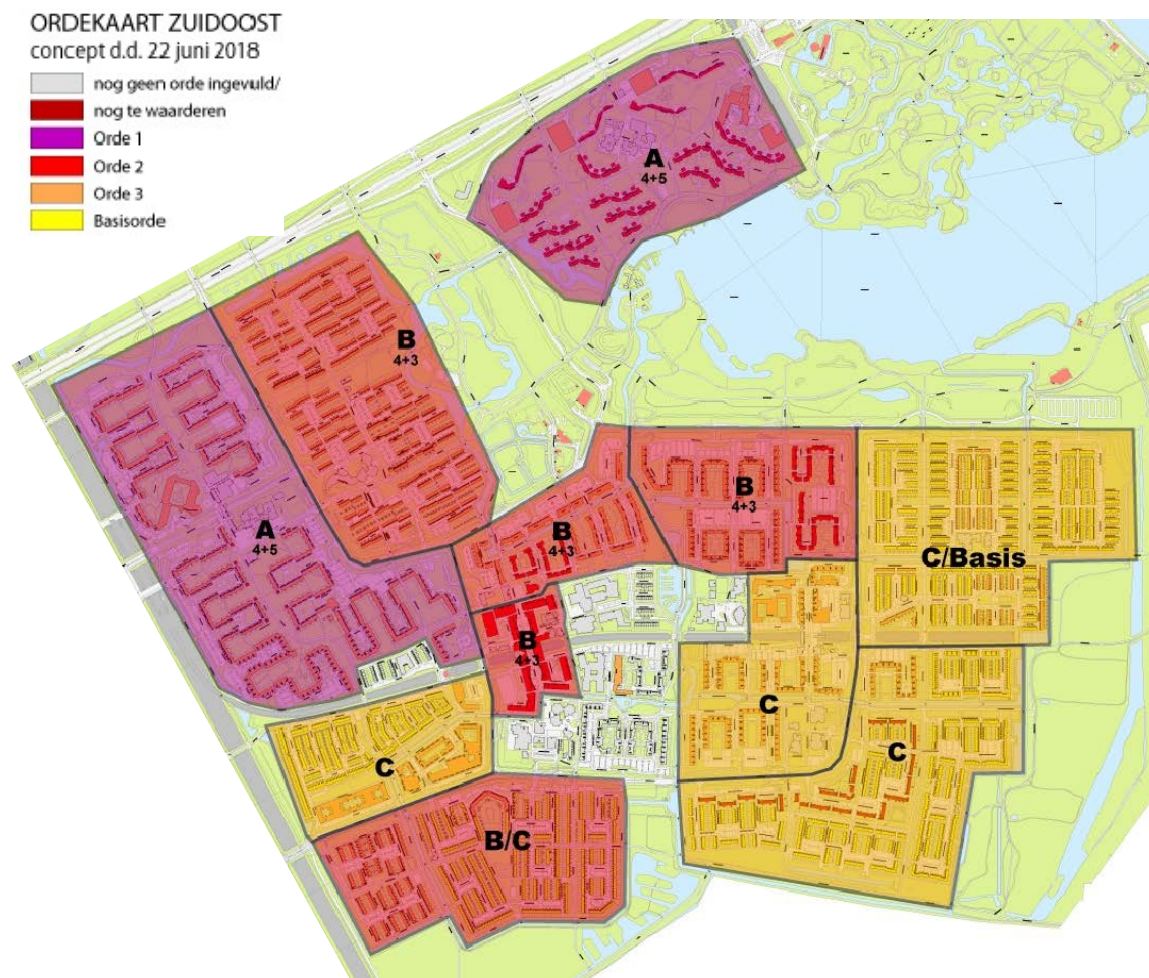 ORDEKAART ZUIDOOST
concept d.d. 22 juni 2018
nog geen orde ingevuld/
nog te waarderen
Orde 1
Orde 2
Orde 3
Basisorde
A
4+5
B
4+3
A
4+5
B
4+3
B
4+3
C/Basis
B
4+3
C
C
C
B/C